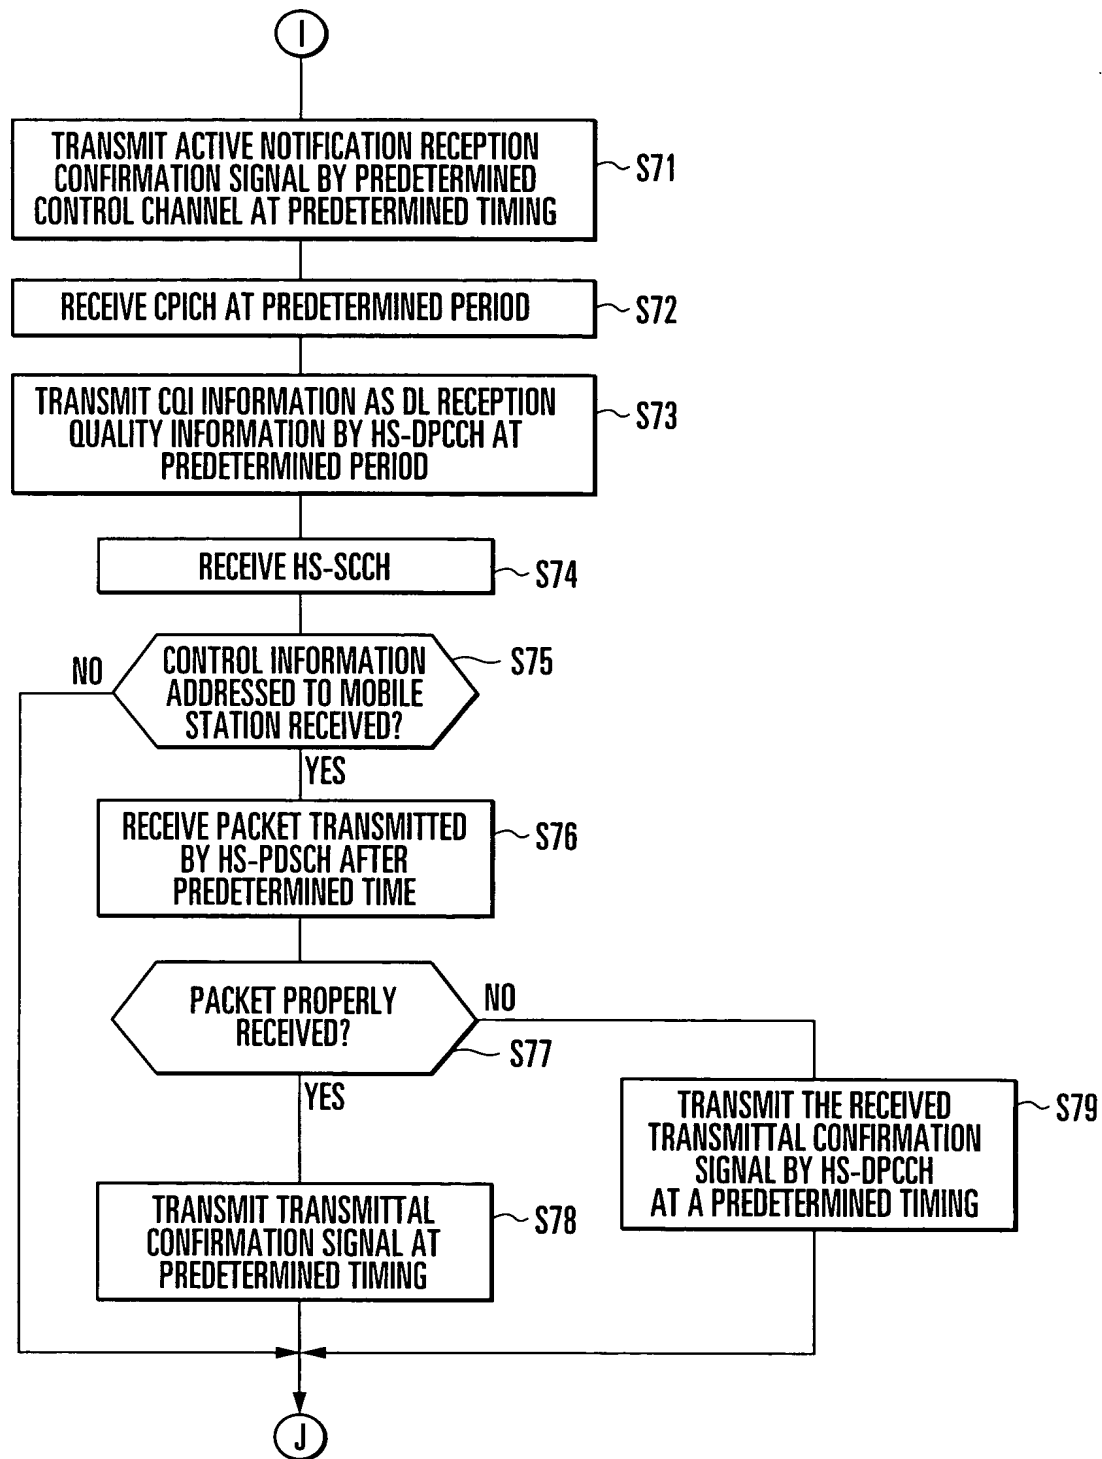 I
TRANSMIT ACTIVE NOTIFICATION RECEPTION
CONFIRMATION SIGNAL BY PREDETERMINED
CONTROL CHANNEL AT PREDETERMINED TIMING
S71
RECEIVE CPICH AT PREDETERMINED PERIOD
S72
TRANSMIT CQI INFORMATION AS DL RECEPTION
QUALITY INFORMATION BY HS-DPCCH AT
PREDETERMINED PERIOD
S73
RECEIVE HS-SCCH
S74
NO
CONTROL INFORMATION
ADDRESSED TO MOBILE
STATION RECEIVED?
S75
YES
RECEIVE PACKET TRANSMITTED
BY HS-PDSCH AFTER
PREDETERMINED TIME
S76
PACKET PROPERLY
RECEIVED?
NO
S77
YES
TRANSMIT THE RECEIVED
TRANSMITTAL CONFIRMATION
SIGNAL BY HS-DPCCH
AT A PREDETERMINED TIMING
S79
TRANSMIT TRANSMITTAL
CONFIRMATION SIGNAL AT
PREDETERMINED TIMING
S78
J